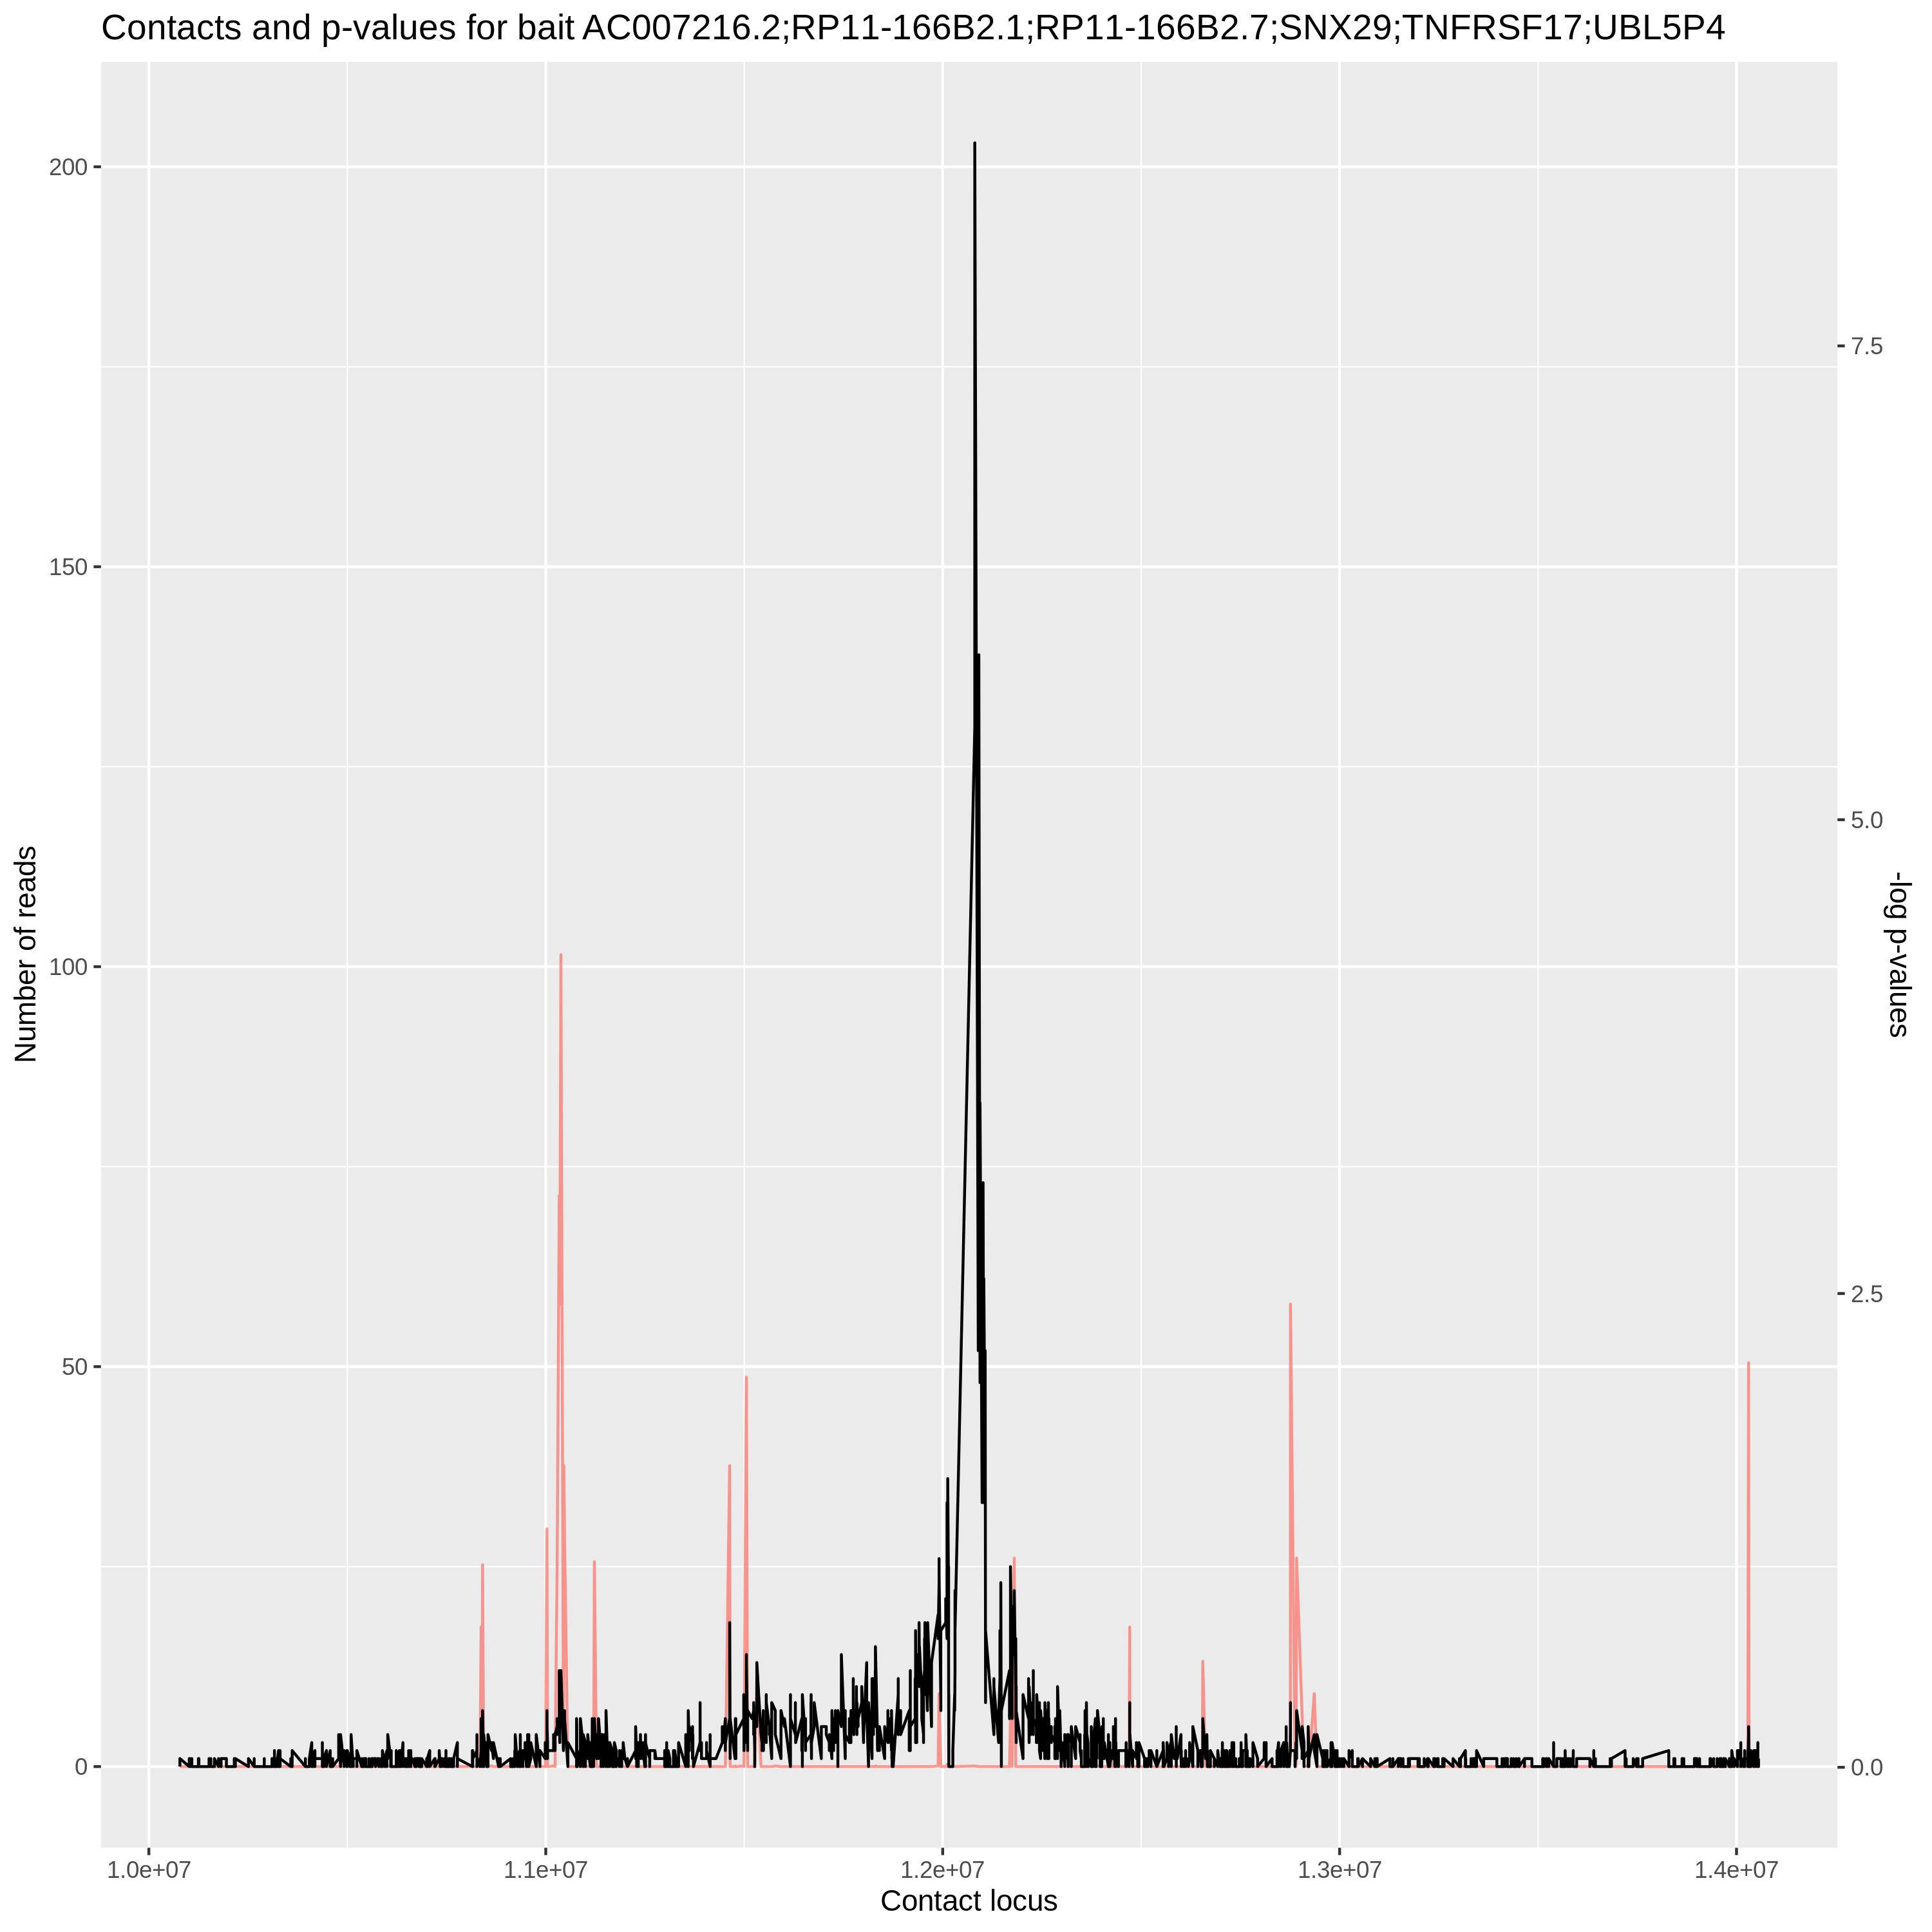 Contacts and p-values for bait AC007216.2;RP11-166B2.1;RP11-166B2.7;SNX29;TNFRSF17;UBL5P4
200
150
100
50
0
Number of reads
7.5
5.0
2.5
0.0
-log p-values
1.0e+07 1.1e+07 1.2e+07 1.3e+07 1.4e+07
Contact locus